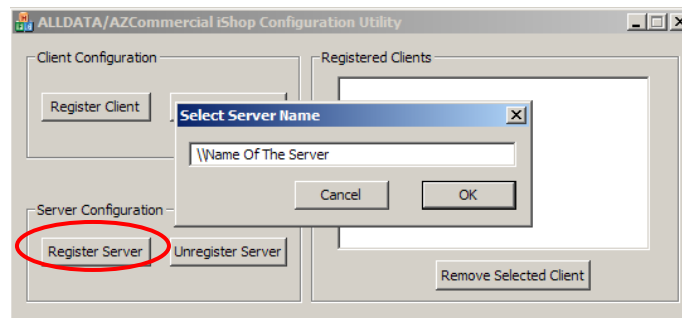 ALLDATA/AZCommercial iShop Configuration Utility
Client Configuration
Registered Clients
Register Client
Select Server Name
\\Name Of The Server
Cancel
OK
Server Configuration
Register Server
Unregister Server
Remove Selected Client